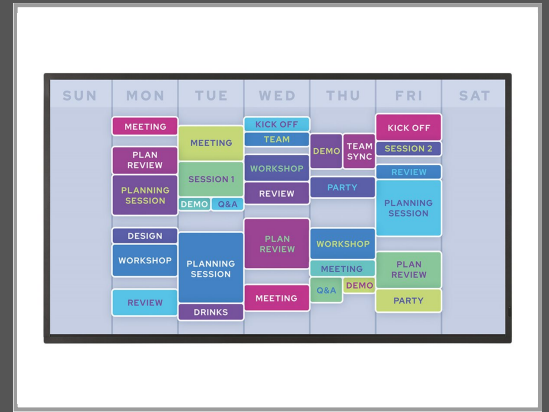 SUN MON TUE WED THU FRI SAT
MEETING
PLAN
REVIEW
PLANNING
SESSION
DESIGN
WORKSHOP
REVIEW
MEETING
SESSION 1
DEMO Q&A
PLANNING
SESSION
DRINKS
KICK OFF
TEAM
WORKSHOP
REVIEW
PLAN
REVIEW
MEETING
DEMO
TEAM
SYNC
PARTY
WORKSHOP
MEETING
Q&A
DEMO
KICK OFF
SESSION 2
REVIEW
PLANNING
SESSION
PLAN
REVIEW
PARTY